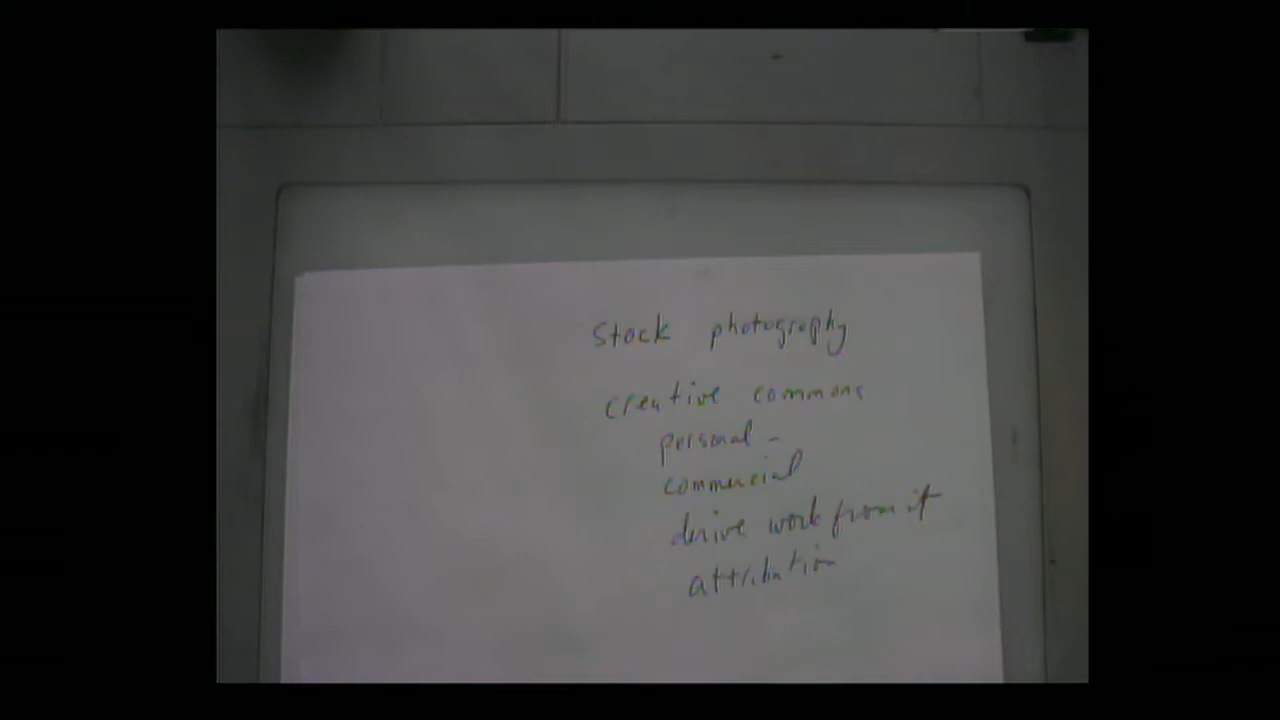 Stock photography
creative commons
personal -
commercial
derive work from it
attribution